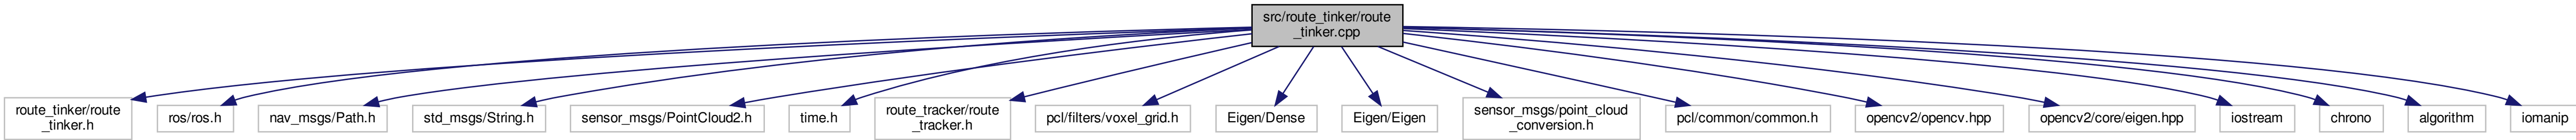 src/route_tinker/route
_tinker.cpp
route_tinker/route
_tinker.h
ros/ros.h
nav_msgs/Path.h
std_msgs/String.h
sensor_msgs/PointCloud2.h
time.h
route_tracker/route
_tracker.h
pcl/filters/voxel_grid.h
Eigen/Dense
Eigen/Eigen
sensor_msgs/point_cloud
_conversion.h
pcl/common/common.h
opencv2/opencv.hpp
opencv2/core/eigen.hpp
iostream
chrono
algorithm
iomanip